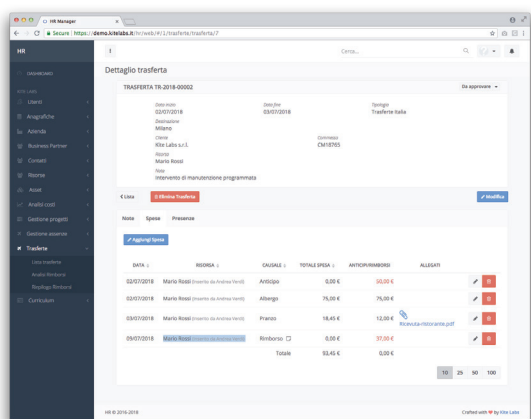 HR Manager
Secure | https://demo.kitelabs.it/hr/web/#/1/trasferte/trasferta/7
HR
Cerca...
Dettaglio trasferta
DASHBOARD
KITE LABS
Utenti
Anagrafiche
Azienda
Business Partner
Contatti
Risorse
Asset
Analisi costi
Gestione progetti
Gestione assenze
Trasferte
Lista trasferte
Analisi Rimborsi
Riepilogo Rimborsi
Curriculum
TRASFERTA TR-2018-00002
Da approvare
Data inizio Data fine Tipologia
02/07/2018 03/07/2018 Trasferte Italia
Destinazione
Milano
Cliente Commessa
Kite Labs s.r.l. CM18765
Risorsa
Mario Rossi
Note
Intervento di manutenzione programmata
Lista Elimina Trasferta Modifica
Note Spese Presenze
Aggiungi Spesa
DATA RISORSA CAUSALE TOTALE SPESA ANTICIPI/RIMBORSI ALLEGATI
02/07/2018 Mario Rossi (inserito da Andrea Verdi) Anticipo 0,00 € 50,00 €
02/07/2018 Mario Rossi (inserito da Andrea Verdi) Albergo 75,00 € 75,00 €
03/07/2018 Mario Rossi (inserito da Andrea Verdi) Pranzo 18,45 € 12,00 € Ricevuta-ristorante.pdf
05/07/2018 Mario Rossi (inserito da Andrea Verdi) Rimborso 0,00 € 37,00 €
Totale 93,45 € 0,00 €
10 25 50 100
HR © 2016-2018
Crafted with ♥ by Kite Labs